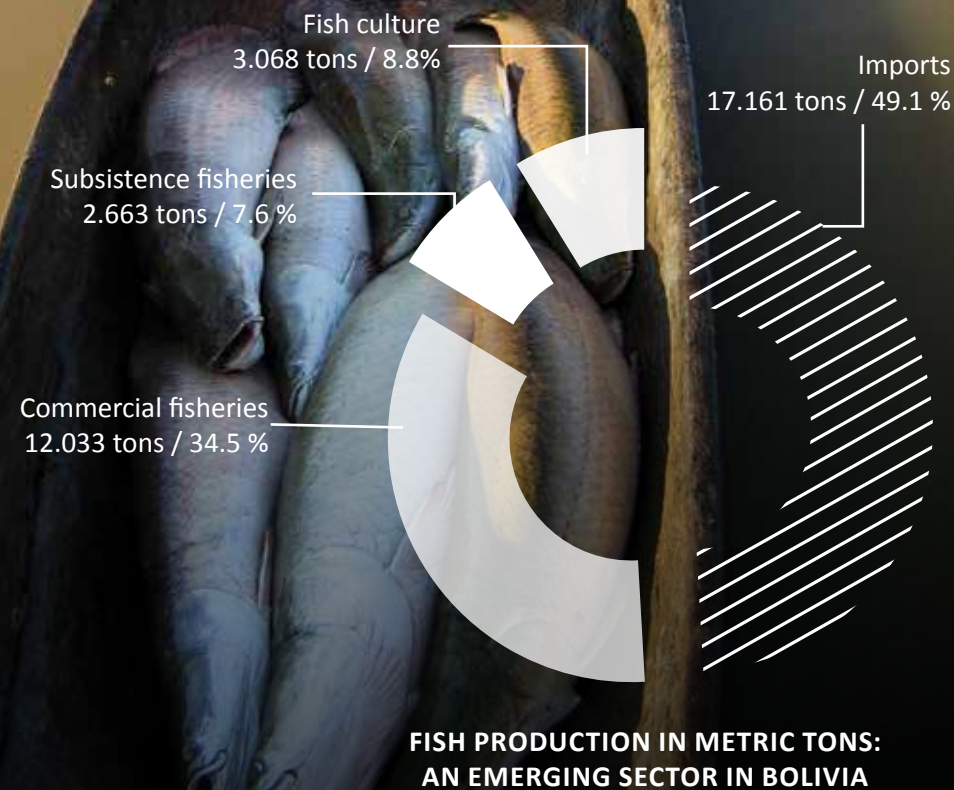 Fish culture
3.068 tons / 8.8%
Imports
17.161 tons / 49.1 %
Subsistence fisheries
2.663 tons / 7.6 %
Commercial fisheries
12.033 tons / 34.5 %
FISH PRODUCTION IN METRIC TONS:
AN EMERGING SECTOR IN BOLIVIA